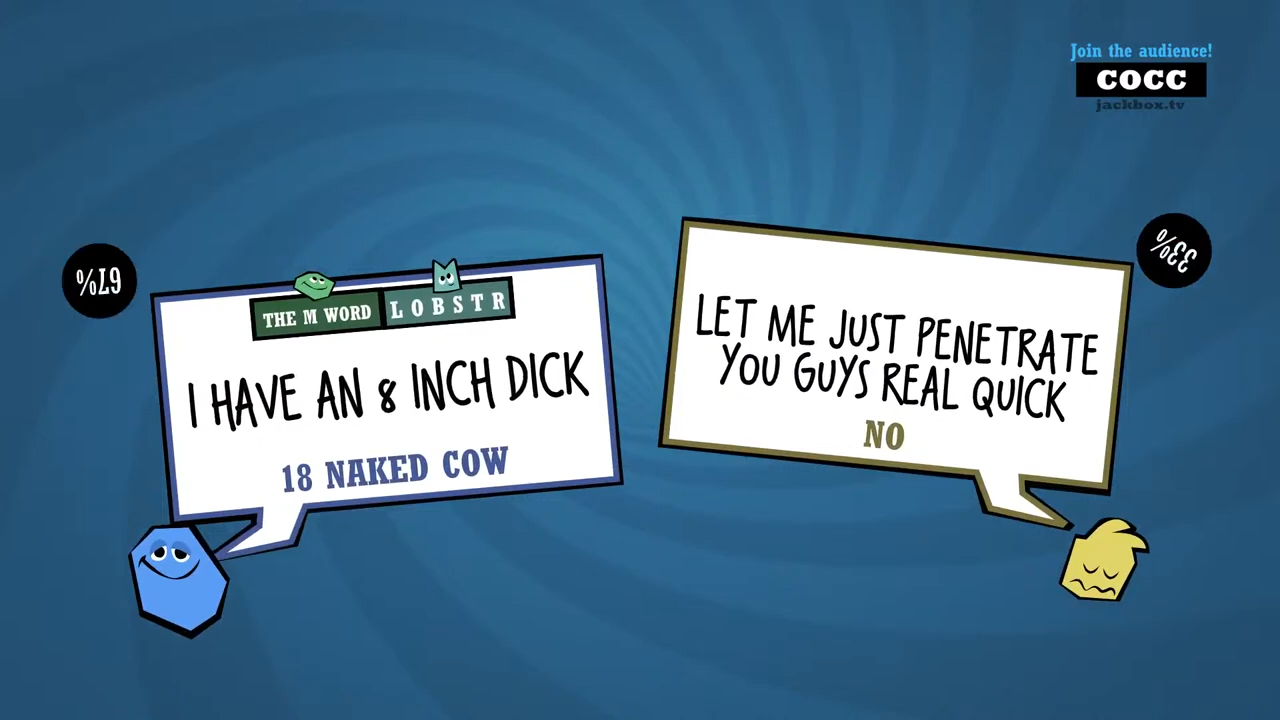 Join the audience!
COCC
jackbox.tv
67%
33%
THE M WORD
LOBSTR
I HAVE AN 8 INCH DICK
18 NAKED COW
LET ME JUST PENETRATE
YOU GUYS REAL QUICK
NO